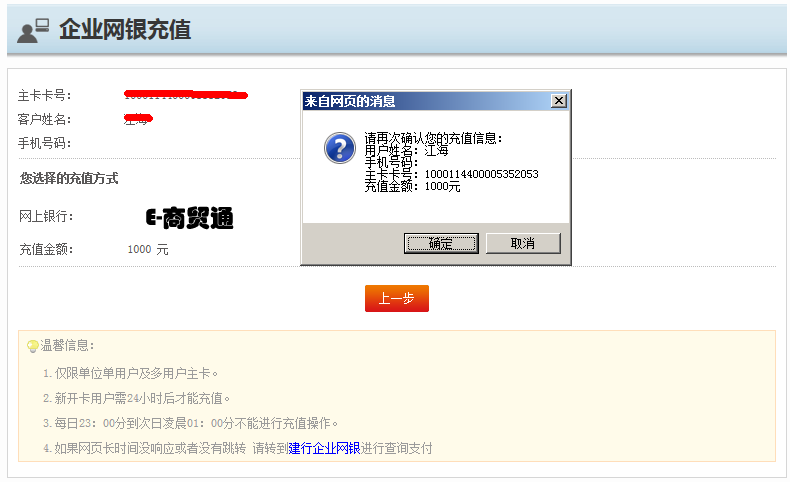 企业网银充值
主卡卡号：
客户姓名：
手机号码：
来自网页的消息
请再次确认您的充值信息：
用户姓名：江海
手机号码：
主卡卡号：1000114400005352053
充值金额：1000元
确定 取消
您选择的充值方式
网上银行： E-商贸通
充值金额： 1000 元
上一步
温馨信息：
1.仅限单位单用户及多用户主卡。
2.新开卡用户需24小时后才能充值。
3.每日23：00分到次日凌晨01：00分不能进行充值操作。
4.如果网页长时间没响应或者没有跳转 请转到建行企业网银进行查询支付